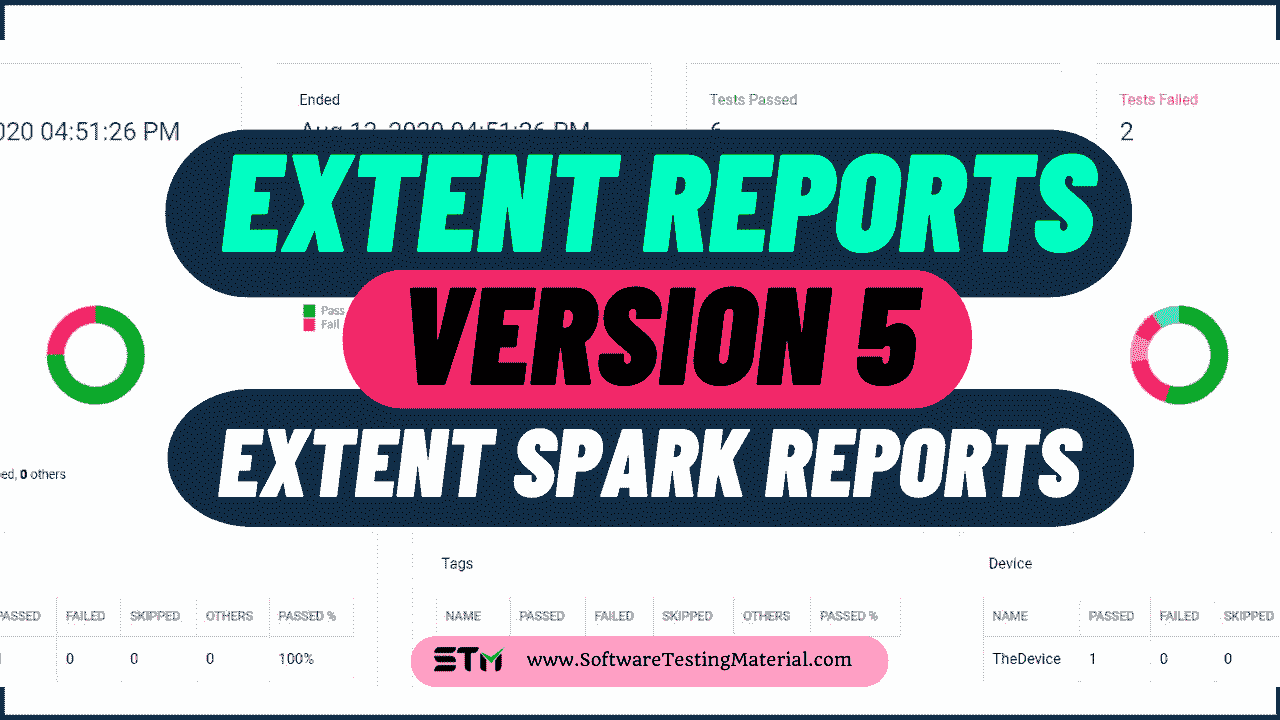 Ended
Tests Passed
Tests Failed
020 04:51:26 PM
Aug 13, 2020 04:51:26 PM
6
2
EXTENT REPORTS
Pass
Fail
VERSION 5
EXTENT SPARK REPORTS
ed, 0 others
Tags
Device
PASSED FAILED SKIPPED OTHERS PASSED %
NAME PASSED FAILED SKIPPED OTHERS PASSED %
NAME PASSED FAILED SKIPPED
0 0 0 100%
STM www.SoftwareTestingMaterial.com
TheDevice 1 0 0